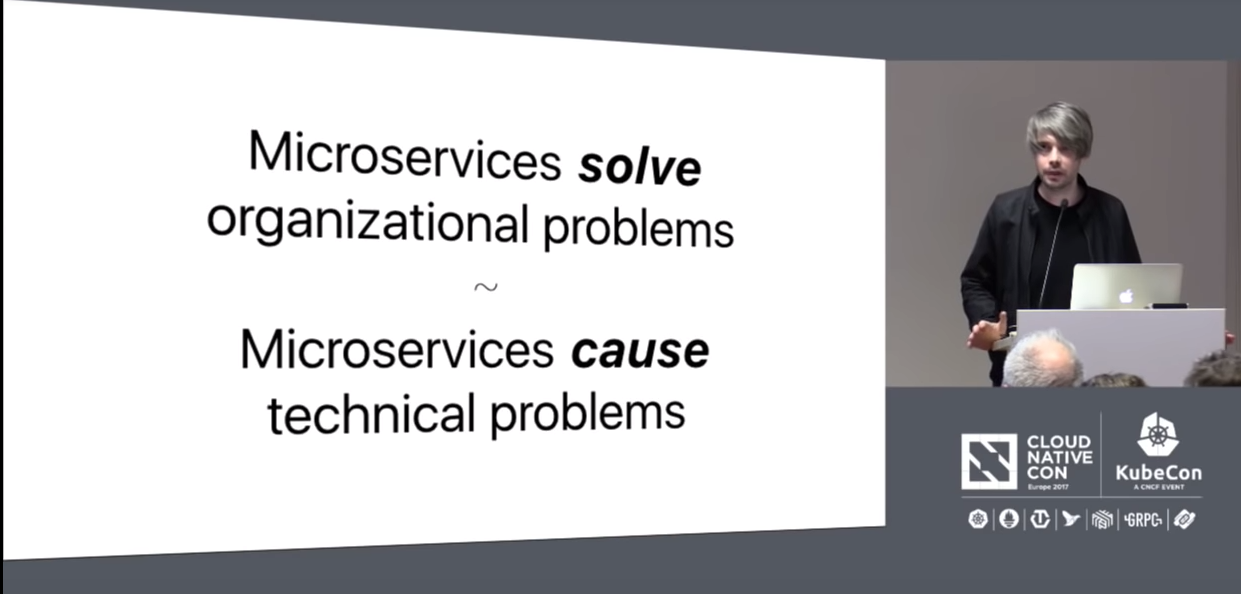 Microservices solve
organizational problems
~
Microservices cause
technical problems
CLOUD
NATIVE
CON
Europe 2017
KubeCon
A CNCF EVENT
GRPC